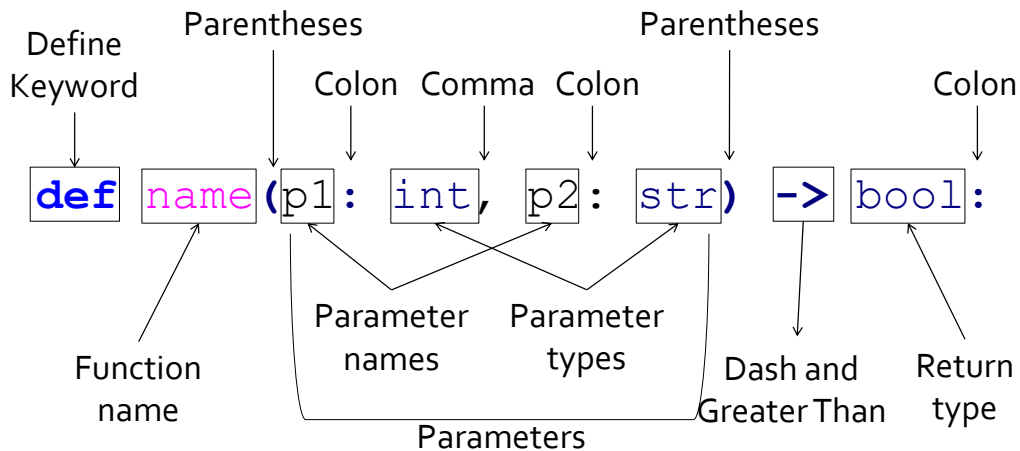 Parentheses
Parentheses
Define
Keyword
Colon
Comma
Colon
Colon
def name(p1: int, p2: str) -> bool:
Parameter
names
Parameter
types
Function
name
Dash and
Greater Than
Return
type
Parameters